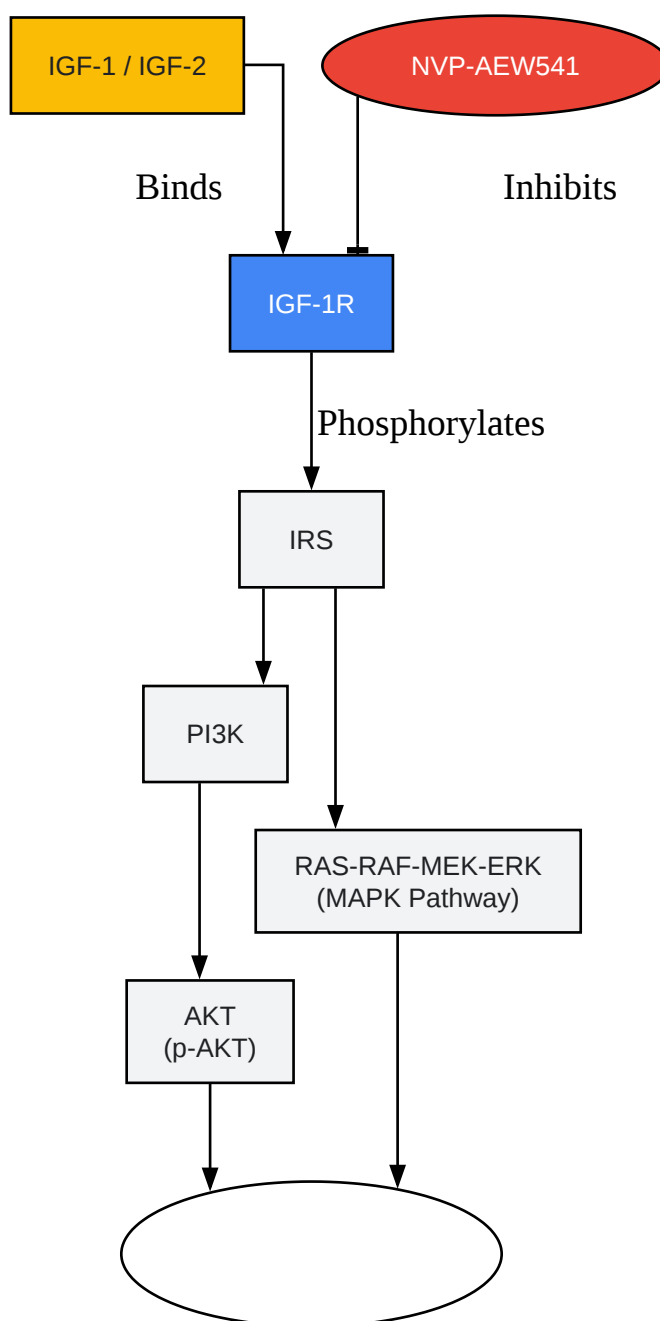 IGF-1 / IGF-2
NVP-AEW541
Binds
Inhibits
IGF-1R
Phosphorylates
IRS
PI3K
RAS-RAF-MEK-ERK
(MAPK Pathway)
AKT
(p-AKT)